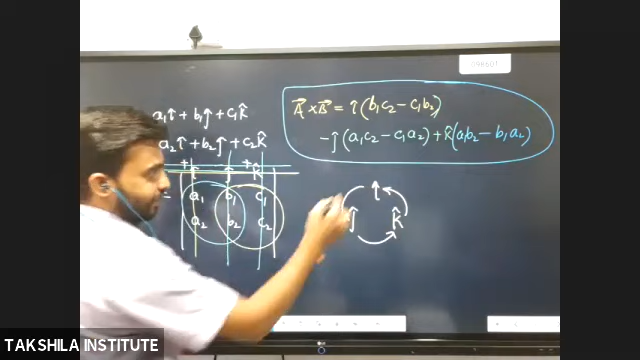 098601
a₁î + b₁ĵ + c₁k̂
a₂î + b₂ĵ + c₂k̂
A⃗ × B⃗ = î (b₁c₂ − c₁b₂)
− ĵ (a₁c₂ − c₁a₂) + k̂ (a₁b₂ − b₁a₂)
+ +
î ĵ k̂
a₁ b₁ c₁
a₂ b₂ c₂
î
ĵ k̂
TAKSHILA INSTITUTE